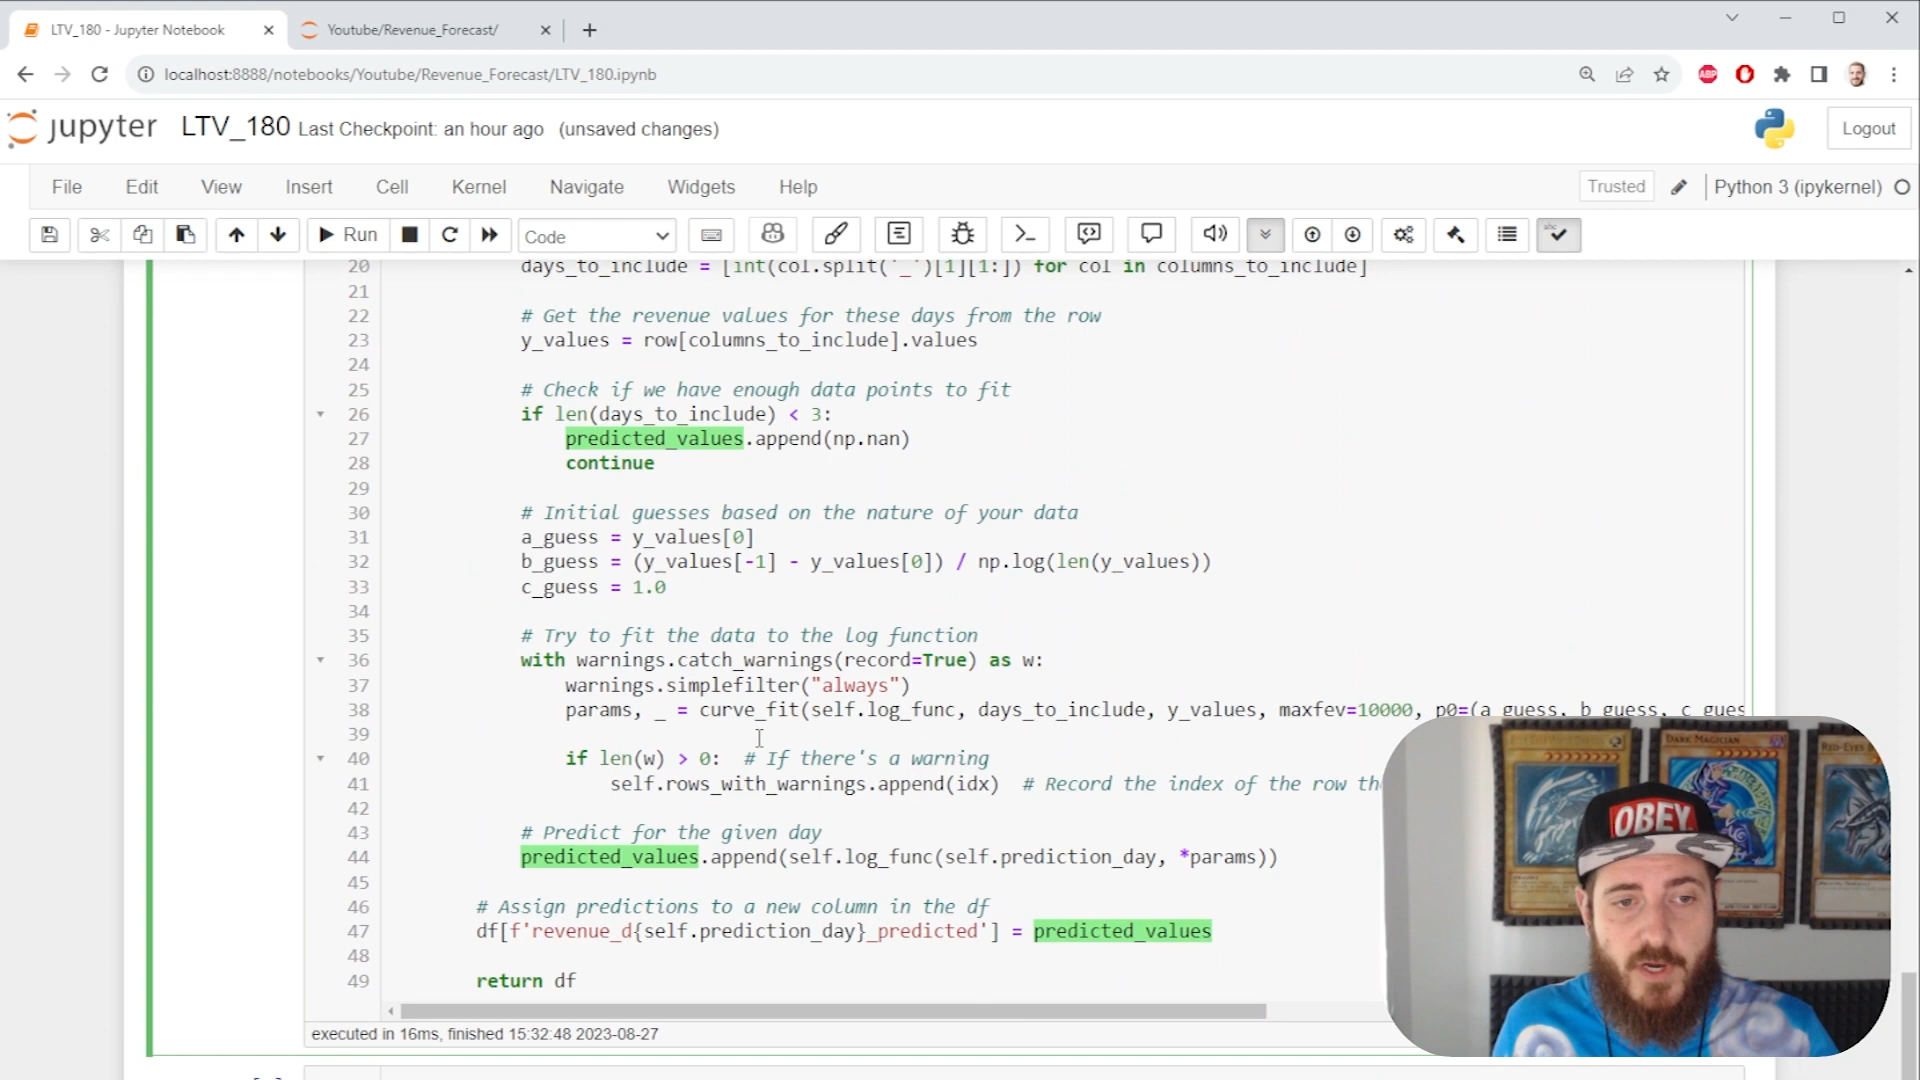 LTV_180 - Jupyter Notebook
Youtube/Revenue_Forecast/
localhost:8888/notebooks/Youtube/Revenue_Forecast/LTV_180.ipynb
ABP
jupyter LTV_180 Last Checkpoint: an hour ago (unsaved changes)
Logout
File Edit View Insert Cell Kernel Navigate Widgets Help
Trusted Python 3 (ipykernel)
Run Code
20 days_to_include = [int(col.split('_')[1][1:]) for col in columns_to_include]
21
22 # Get the revenue values for these days from the row
23 y_values = row[columns_to_include].values
24
25 # Check if we have enough data points to fit
26 if len(days_to_include) < 3:
27 predicted_values.append(np.nan)
28 continue
29
30 # Initial guesses based on the nature of your data
31 a_guess = y_values[0]
32 b_guess = (y_values[-1] - y_values[0]) / np.log(len(y_values))
33 c_guess = 1.0
34
35 # Try to fit the data to the log function
36 with warnings.catch_warnings(record=True) as w:
37 warnings.simplefilter("always")
38 params, _ = curve_fit(self.log_func, days_to_include, y_values, maxfev=10000, p0=(a_guess, b_guess, c_gues
39
40 if len(w) > 0: # If there's a warning
41 self.rows_with_warnings.append(idx) # Record the index of the row th
42
43 # Predict for the given day
44 predicted_values.append(self.log_func(self.prediction_day, *params))
45
46 # Assign predictions to a new column in the df
47 df[f'revenue_d{self.prediction_day}_predicted'] = predicted_values
48
49 return df
executed in 16ms, finished 15:32:48 2023-08-27
DARK MAGICIAN
OBEY